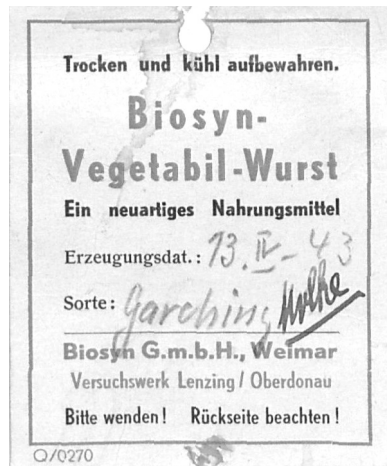 Trocken und kühl aufbewahren.
Biosyn-
Vegetabil-Wurst
Ein neuartiges Nahrungsmittel
Erzeugungsdat.: 13. IV - 43
Sorte: Garching Molke
Biosyn G.m.b.H., Weimar
Versuchswerk Lenzing / Oberdonau
Bitte wenden! Rückseite beachten!
Q/0270